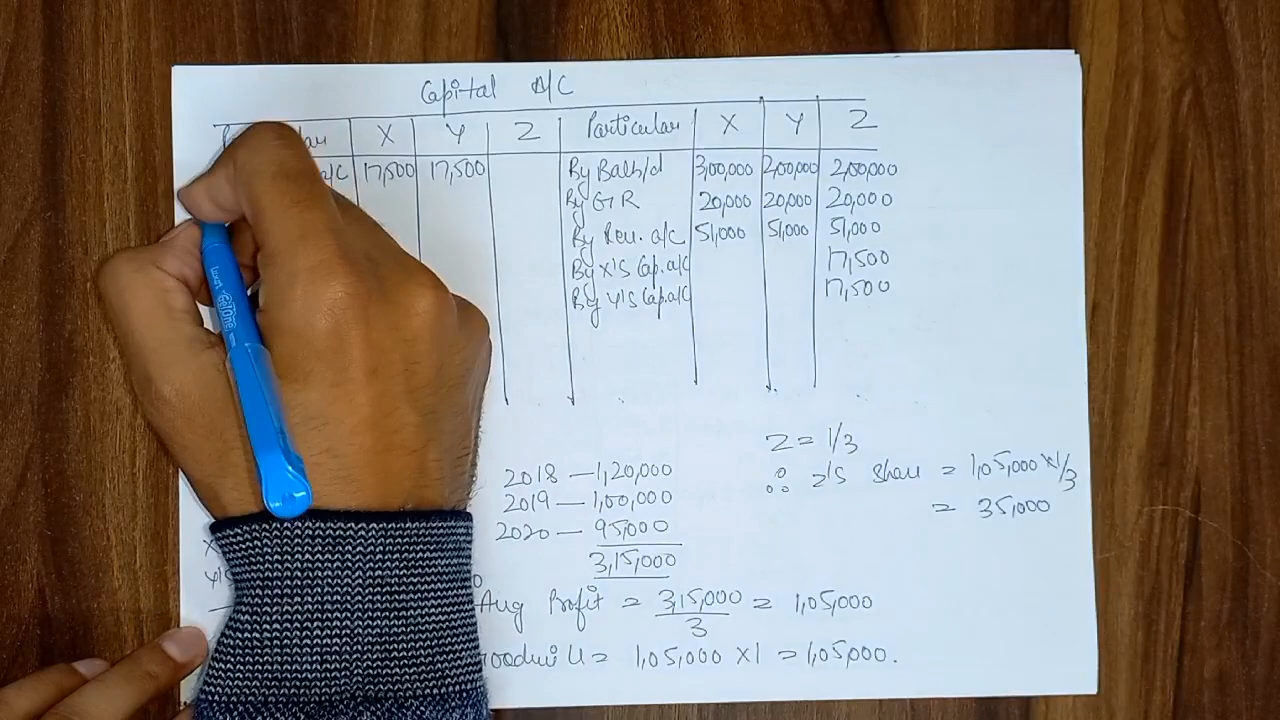 Capital A/C
X Y Z Particular X Y Z
a/C 17,500 17,500 By Balb/d 3,00,000 2,00,000 2,00,000
By G R 20,000 20,000 20,000
By Rev. a/c 51,000 51,000 51,000
By X's Cap. a/c 17,500
By Y's Cap. a/c 17,500
Z = 1/3
2018 — 1,20,000
∴ Z's Share = 1,05,000 × 1/3
2019 — 1,00,000
= 35,000
2020 — 95,000
3,15,000
Y's
Avg Profit = 3,15,000 / 3 = 1,05,000
oodwill = 1,05,000 × 1 = 1,05,000.
Luxor GelOne